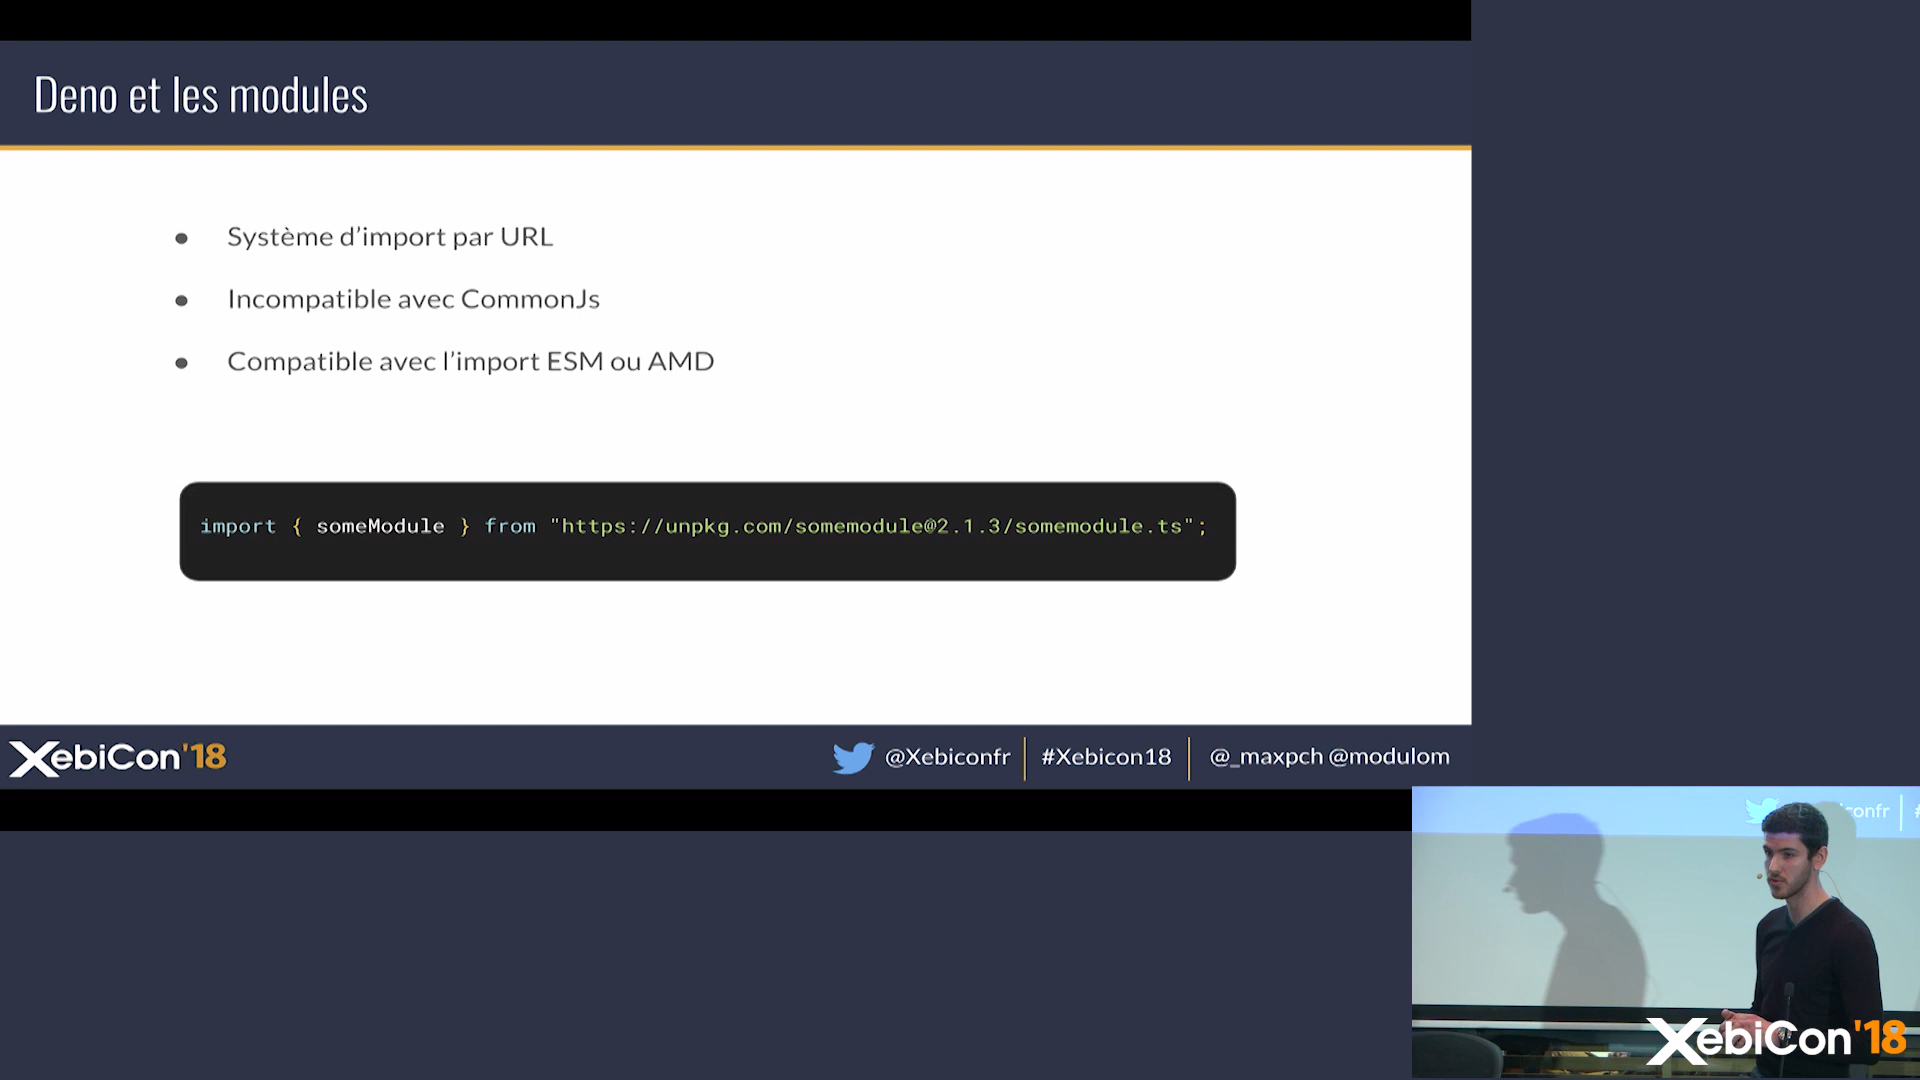 Deno et les modules
● Système d’import par URL
● Incompatible avec CommonJs
● Compatible avec l’import ESM ou AMD
import { someModule } from "https://unpkg.com/somemodule@2.1.3/somemodule.ts";
XebiCon'18
@Xebiconfr
#Xebicon18
@_maxpch @modulom
XebiCon'18